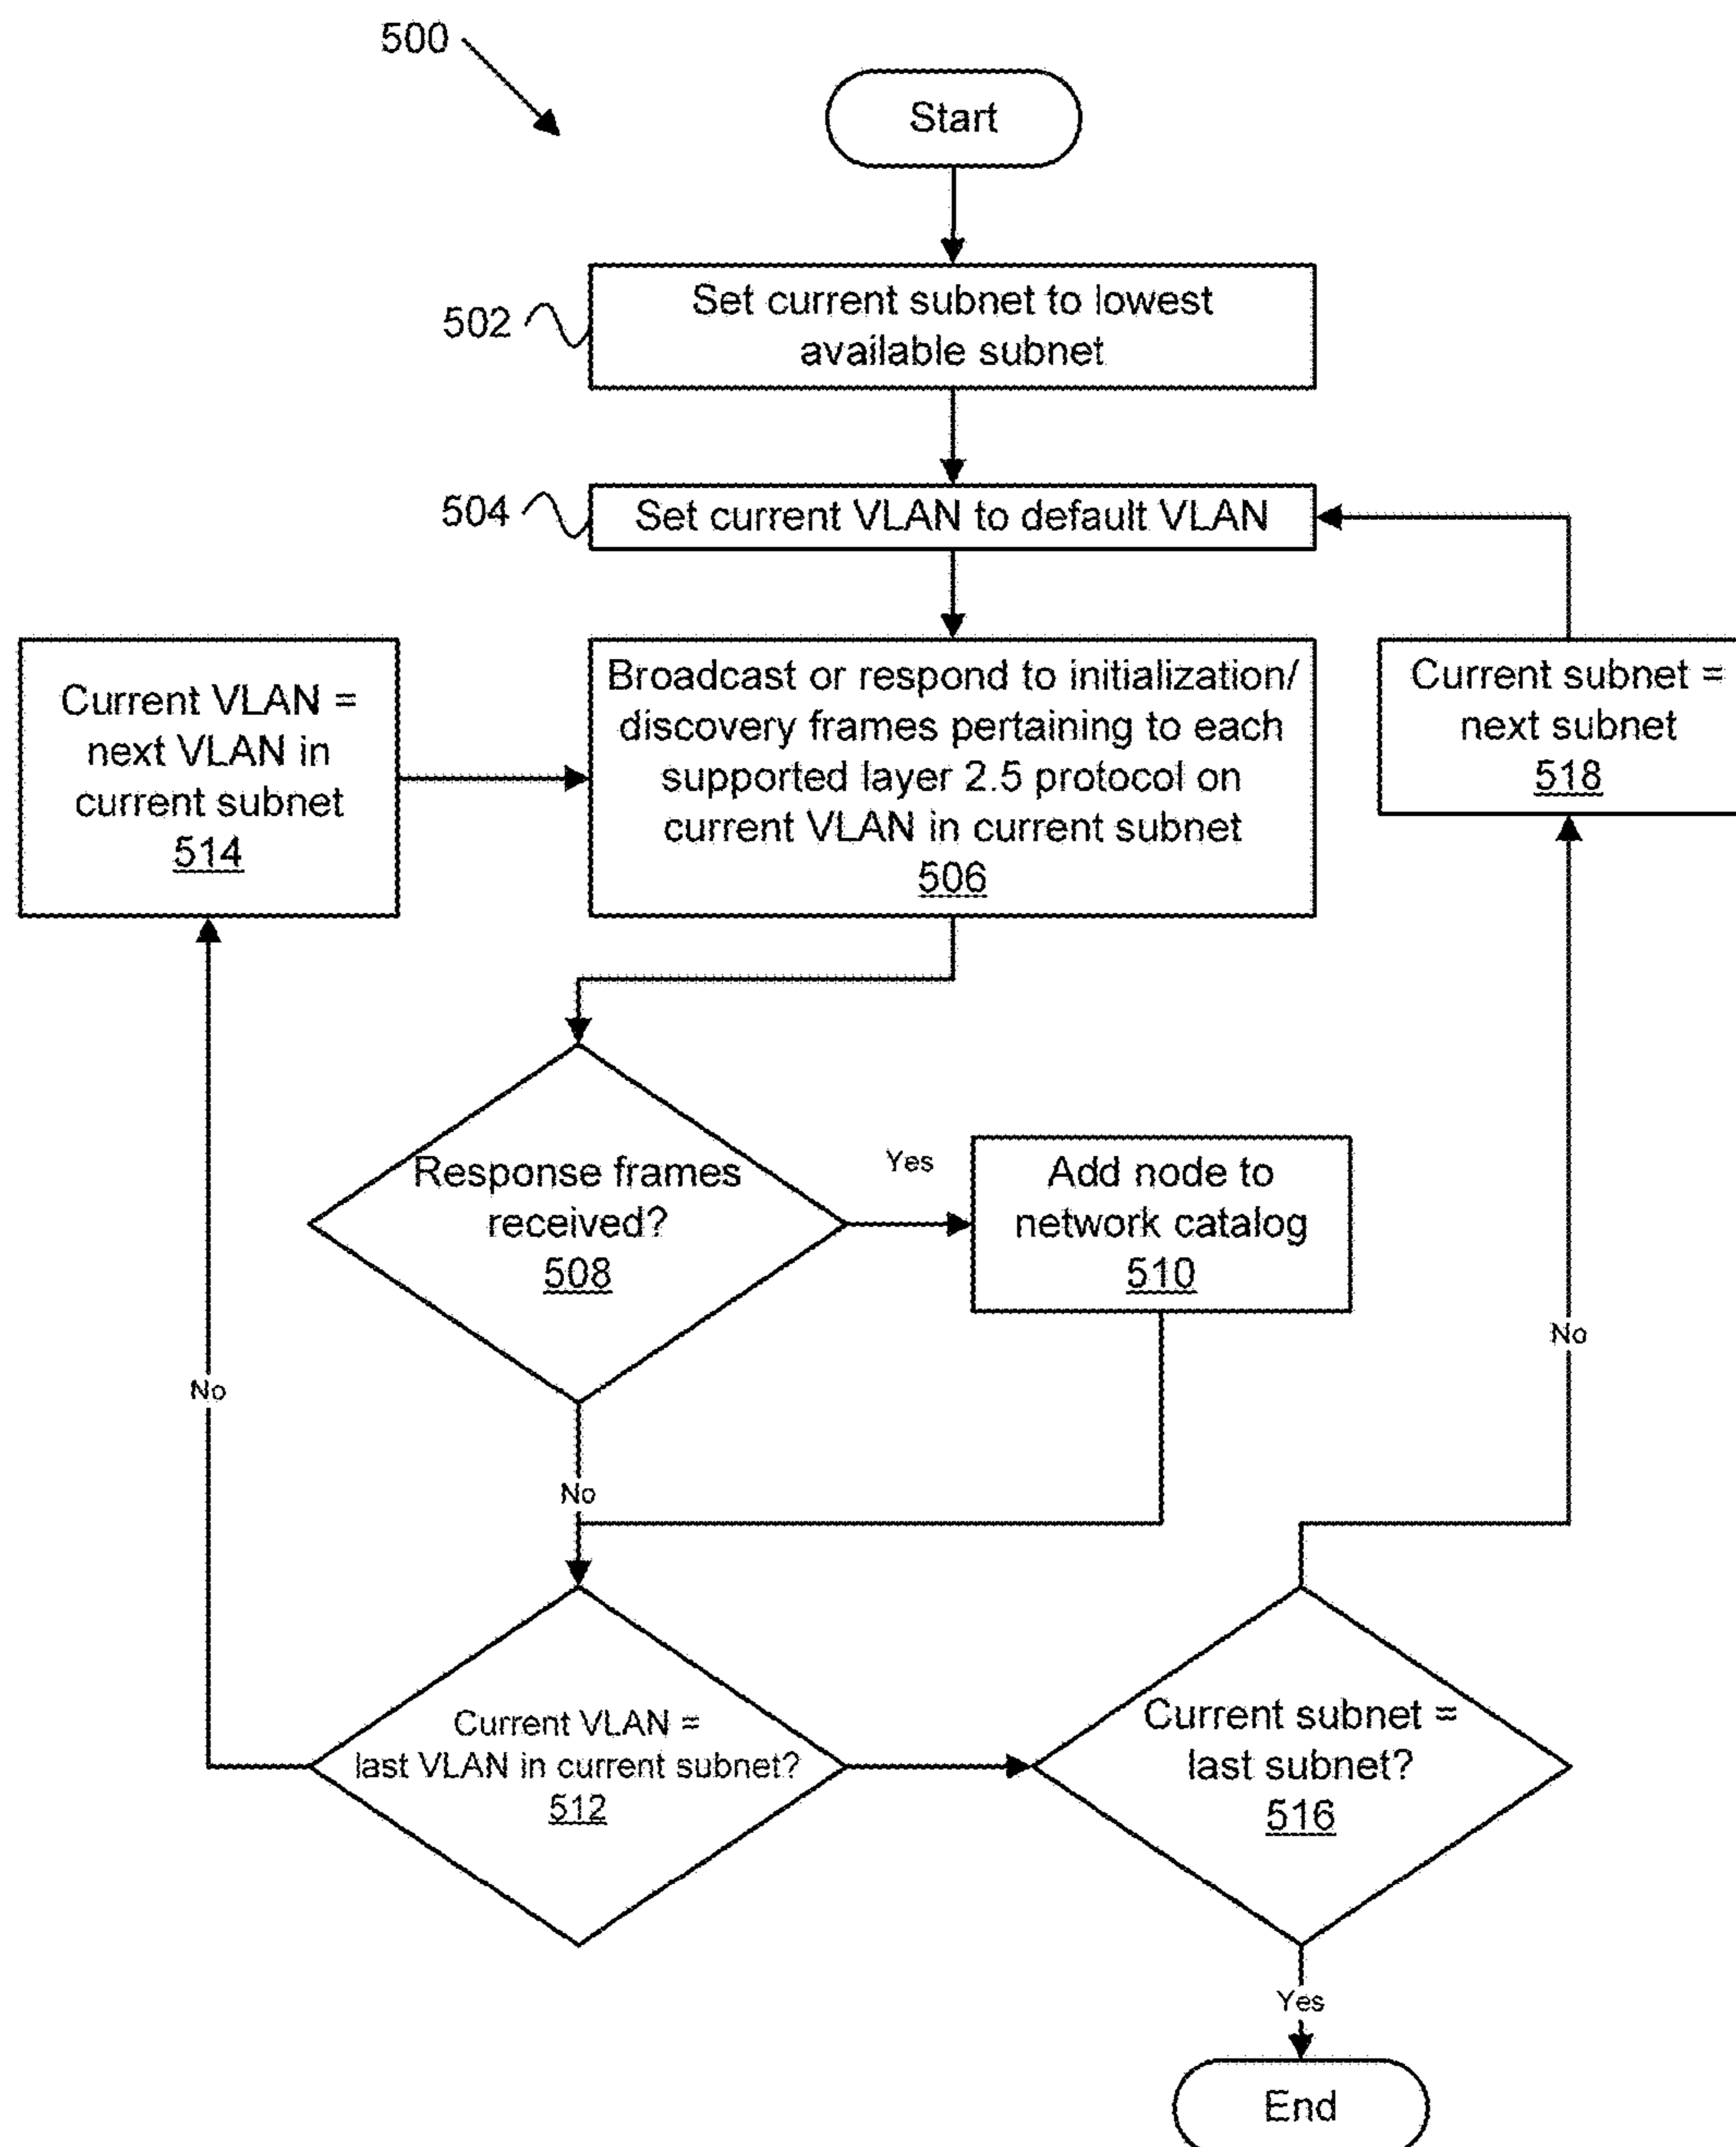 500
Start
502
Set current subnet to lowest
available subnet
504
Set current VLAN to default VLAN
Current VLAN =
next VLAN in
current subnet
514
Broadcast or respond to initialization/
discovery frames pertaining to each
supported layer 2.5 protocol on
current VLAN in current subnet
506
Current subnet =
next subnet
518
Response frames
received?
508
Yes
Add node to
network catalog
510
No
No
No
Current VLAN =
last VLAN in current subnet?
512
Current subnet =
last subnet?
516
Yes
End